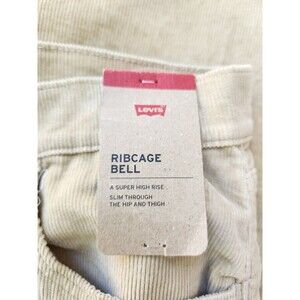 Levi's
RIBCAGE
BELL
A SUPER HIGH RISE
SLIM THROUGH
THE HIP AND THIGH